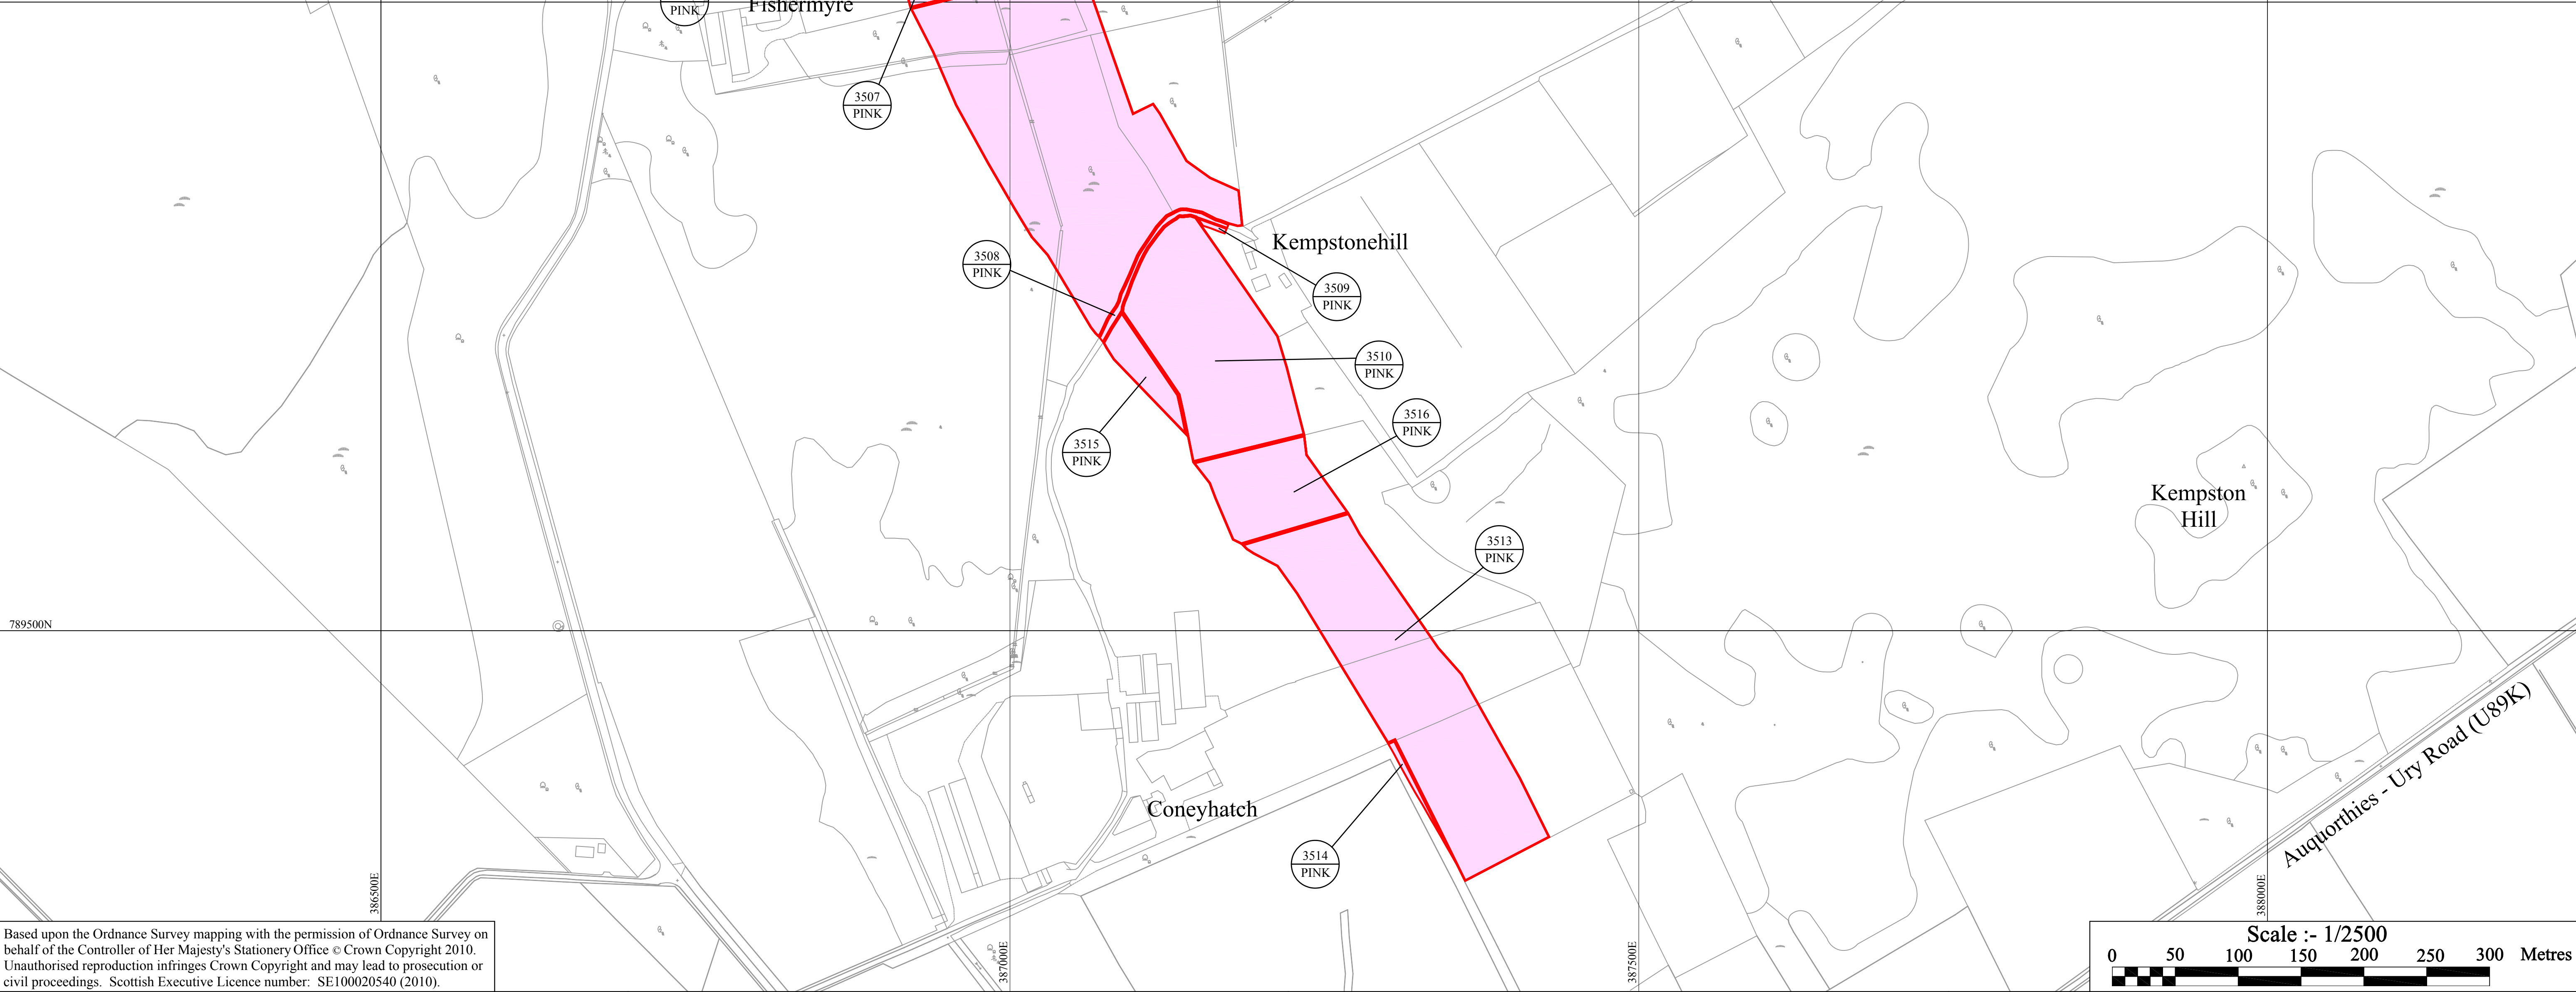 PINK
Fishermyre
3507
PINK
3508
PINK
Kempstonehill
3509
PINK
3510
PINK
3516
PINK
3515
PINK
Kempston
Hill
3513
PINK
789500N
Auquorthies - Ury Road (U89K)
Coneyhatch
3514
PINK
386500E
387000E
387500E
388000E
Based upon the Ordnance Survey mapping with the permission of Ordnance Survey on
behalf of the Controller of Her Majesty's Stationery Office © Crown Copyright 2010.
Unauthorised reproduction infringes Crown Copyright and may lead to prosecution or
civil proceedings. Scottish Executive Licence number: SE100020540 (2010).
Scale :- 1/2500
0 50 100 150 200 250 300 Metres